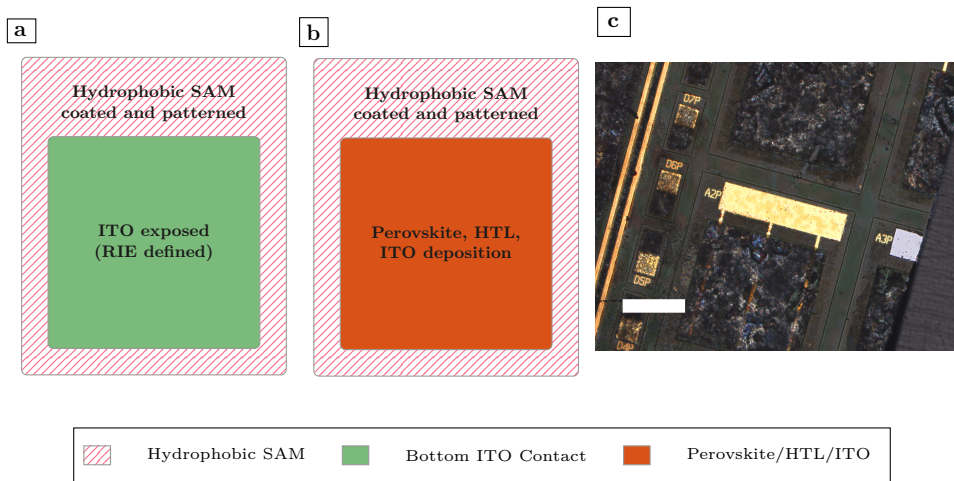 a
Hydrophobic SAM
coated and patterned
ITO exposed
(RIE defined)
b
Hydrophobic SAM
coated and patterned
Perovskite, HTL,
ITO deposition
c
D7P
D6P
A2P
A3P
D5P
D4P
Hydrophobic SAM
Bottom ITO Contact
Perovskite/HTL/ITO